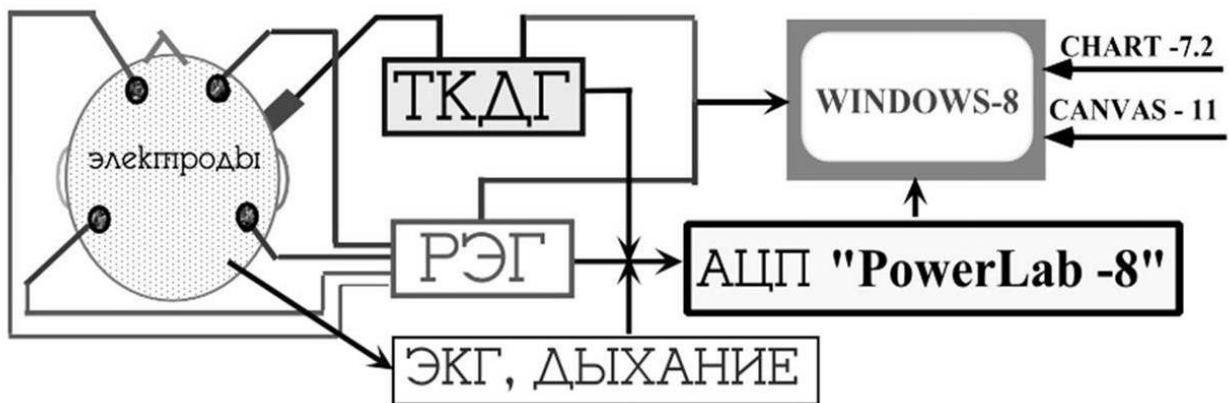 ТКДГ
WINDOWS-8
CHART -7.2
CANVAS - 11
электроды
РЭГ
АЦП "PowerLab -8"
ЭКГ, ДЫХАНИЕ